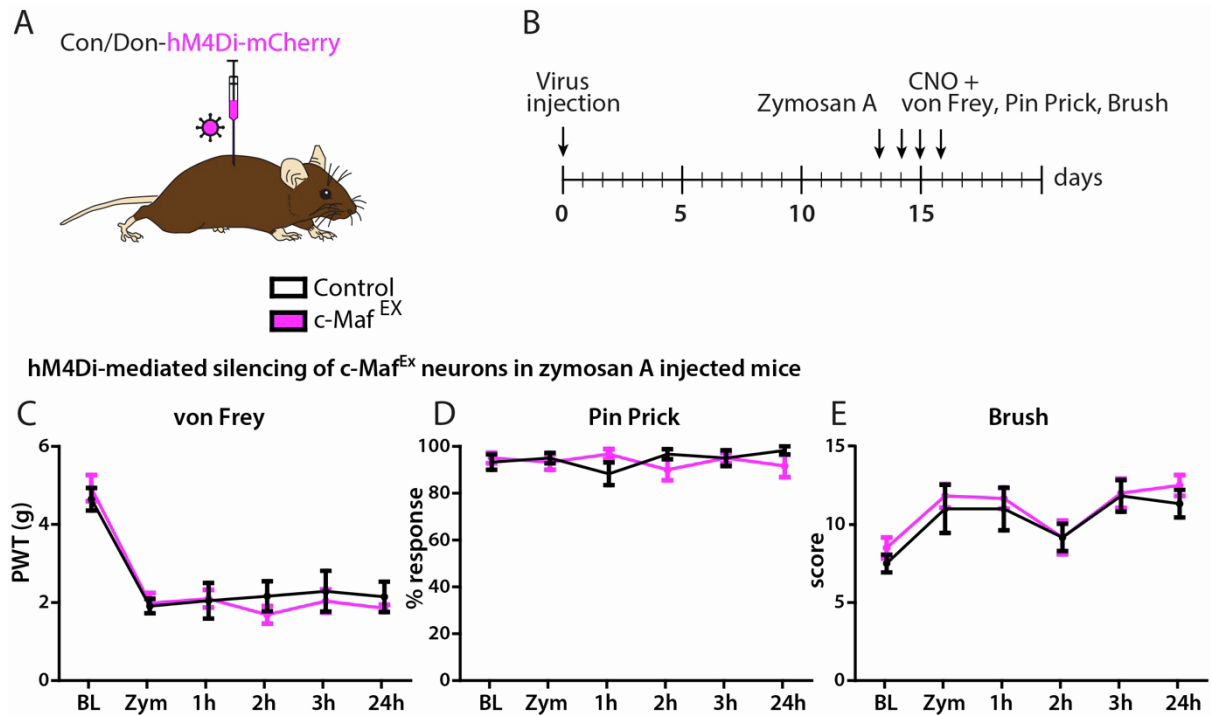 A
Con/Don-hM4Di-mCherry
Control
c-Maf EX
B
Virus
injection
Zymosan A
CNO +
von Frey, Pin Prick, Brush
0
5
10
15
days
hM4Di-mediated silencing of c-MafEx neurons in zymosan A injected mice
C
von Frey
PWT (g)
6
4
2
0
BL Zym 1h 2h 3h 24h
D
Pin Prick
% response
100
80
60
40
20
0
BL Zym 1h 2h 3h 24h
E
Brush
score
15
10
5
0
BL Zym 1h 2h 3h 24h